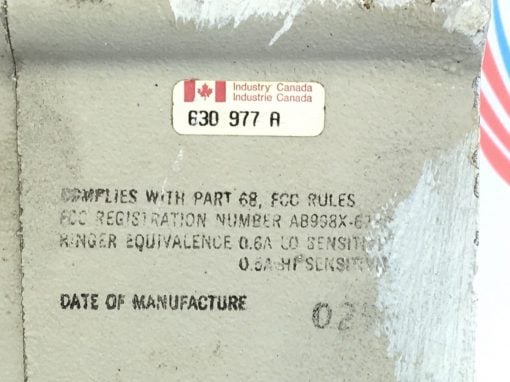 Industry Canada
Industrie Canada
630 977 A
COMPLIES WITH PART 68, FCC RULES
FCC REGISTRATION NUMBER
RINGER EQUIVALENCE 0.6A LO
0.6A HI
DATE OF MANUFACTURE